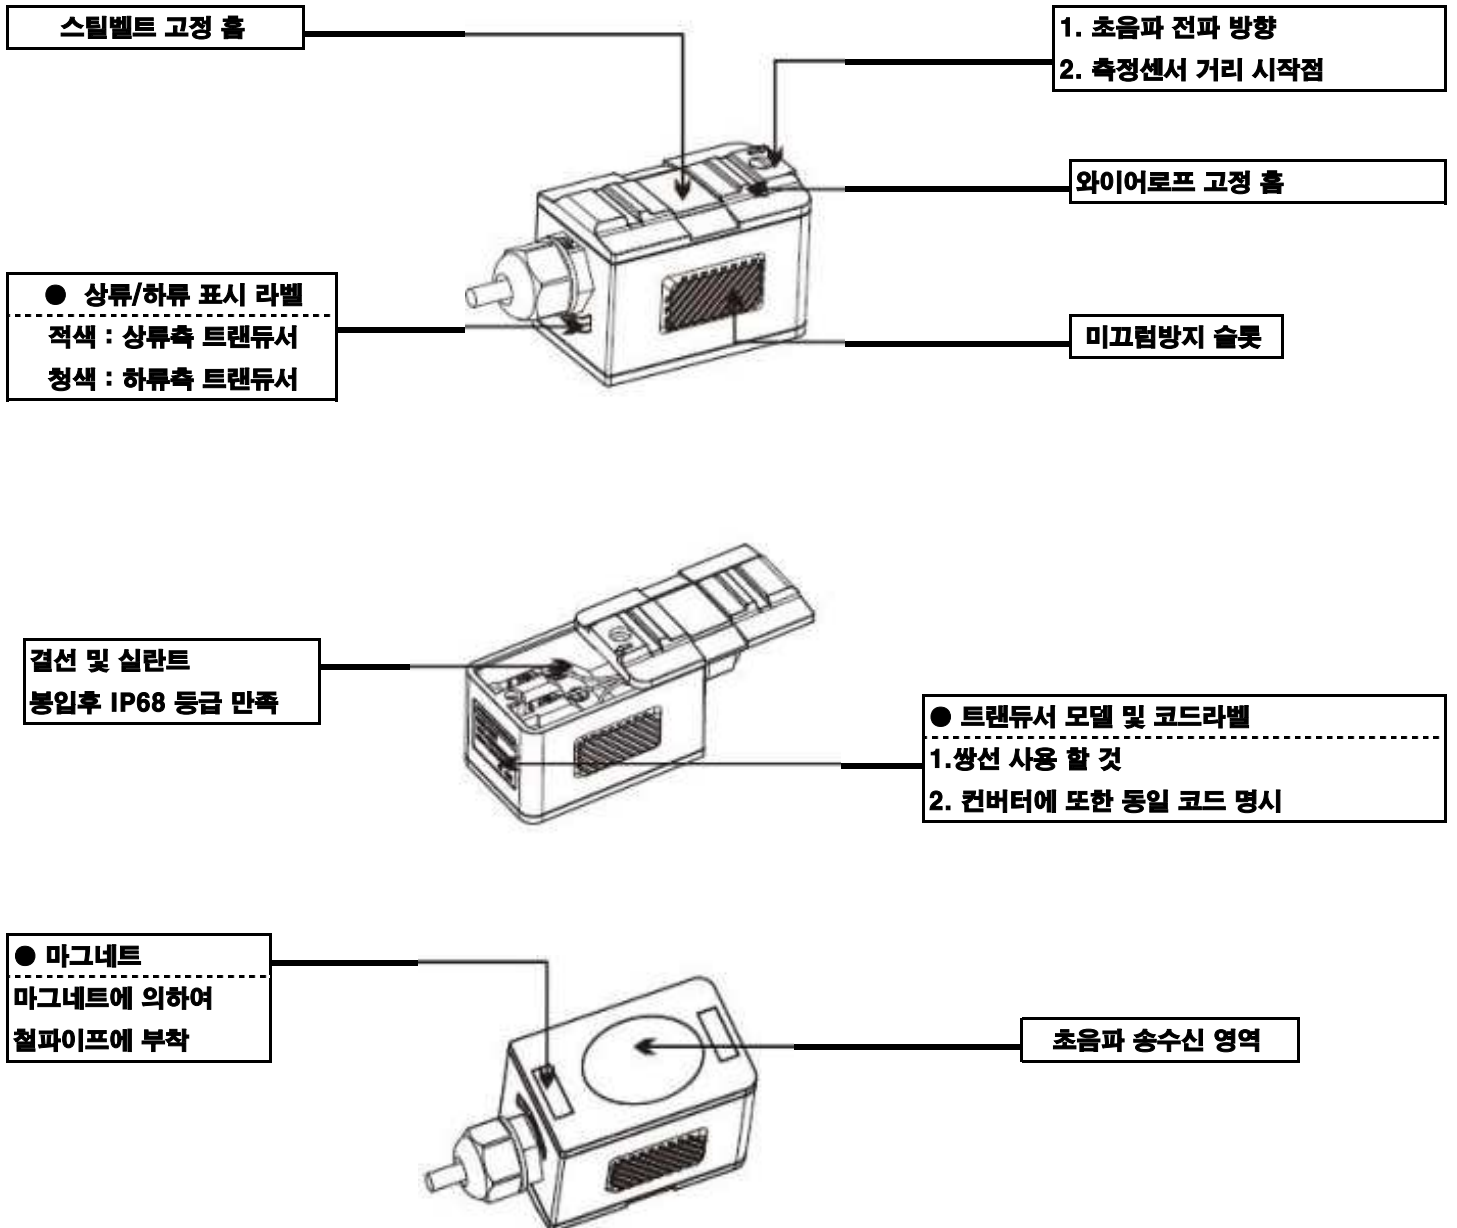 스틸벨트 고정 홈
1. 초음파 전파 방향
2. 측정센서 거리 시작점
와이어로프 고정 홈
● 상류/하류 표시 라벨
적색 : 상류측 트랜듀서
청색 : 하류측 트랜듀서
미끄럼방지 슬롯
결선 및 실란트
봉입후 IP68 등급 만족
● 트랜듀서 모델 및 코드라벨
1.쌍선 사용 할 것
2. 컨버터에 또한 동일 코드 명시
● 마그네트
마그네트에 의하여
철파이프에 부착
초음파 송수신 영역